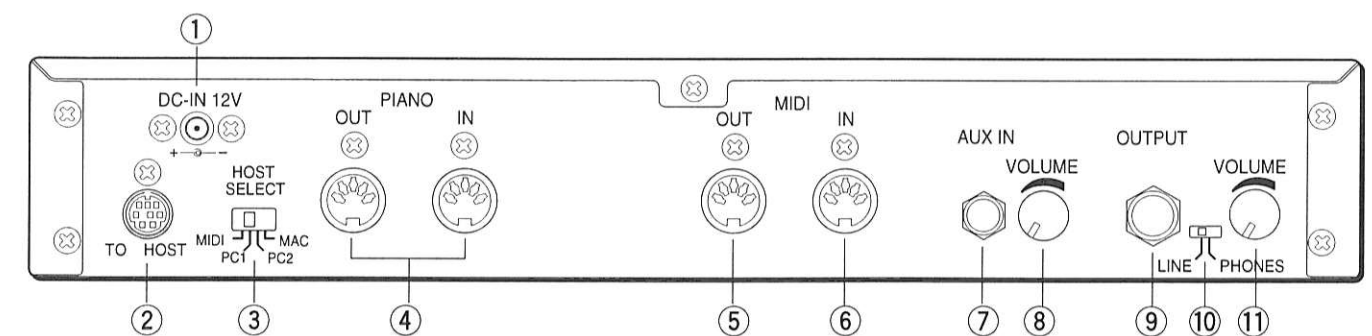 ①
DC-IN 12V
+ −
HOST
SELECT
TO HOST
MIDI MAC
PC1 PC2
PIANO
OUT IN
MIDI
OUT IN
AUX IN
VOLUME
OUTPUT
VOLUME
LINE PHONES
② ③ ④ ⑤ ⑥ ⑦ ⑧ ⑨ ⑩ ⑪